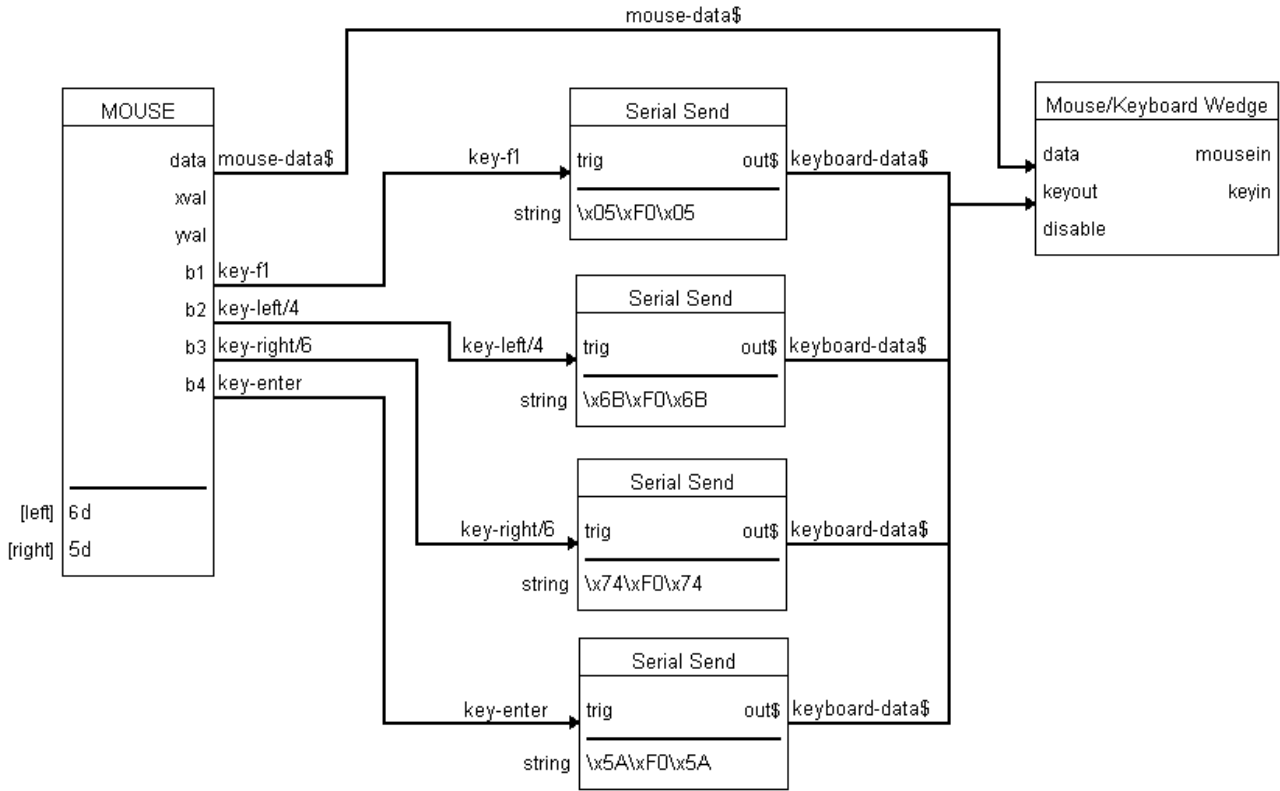 mouse-data$
MOUSE
data
xval
yval
b1
b2
b3
b4
[left] 6d
[right] 5d
mouse-data$
key-f1
key-left/4
key-right/6
key-enter
key-f1
Serial Send
trig out$
string \x05\xF0\x05
keyboard-data$
key-left/4
Serial Send
trig out$
string \x6B\xF0\x6B
keyboard-data$
key-right/6
Serial Send
trig out$
string \x74\xF0\x74
keyboard-data$
key-enter
Serial Send
trig out$
string \x5A\xF0\x5A
keyboard-data$
Mouse/Keyboard Wedge
data mousein
keyout keyin
disable